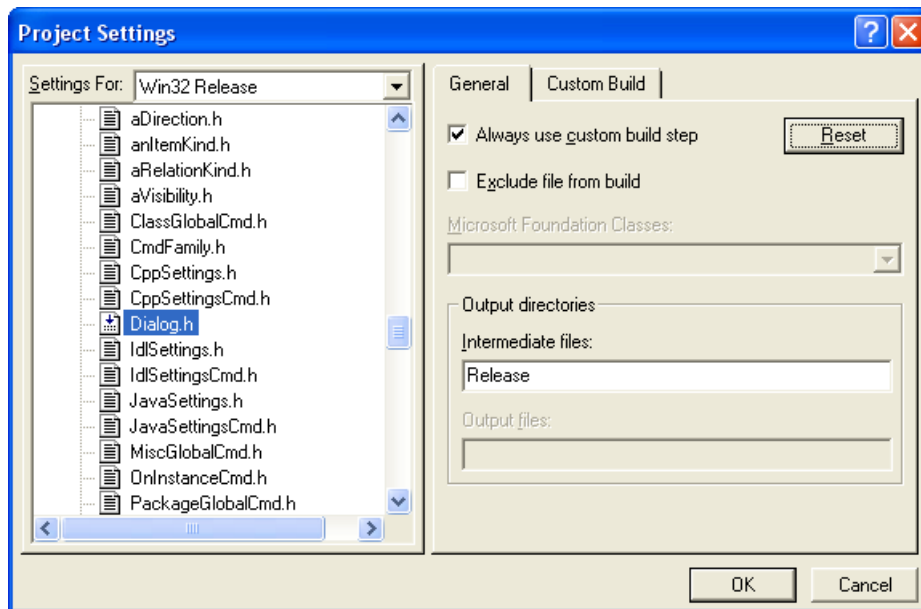 Project Settings
Settings For: Win32 Release
aDirection.h
anItemKind.h
aRelationKind.h
aVisibility.h
ClassGlobalCmd.h
CmdFamily.h
CppSettings.h
CppSettingsCmd.h
Dialog.h
IdlSettings.h
IdlSettingsCmd.h
JavaSettings.h
JavaSettingsCmd.h
MiscGlobalCmd.h
OnInstanceCmd.h
PackageGlobalCmd.h
General Custom Build
Always use custom build step Reset
Exclude file from build
Microsoft Foundation Classes:
Output directories
Intermediate files:
Release
Output files:
OK Cancel